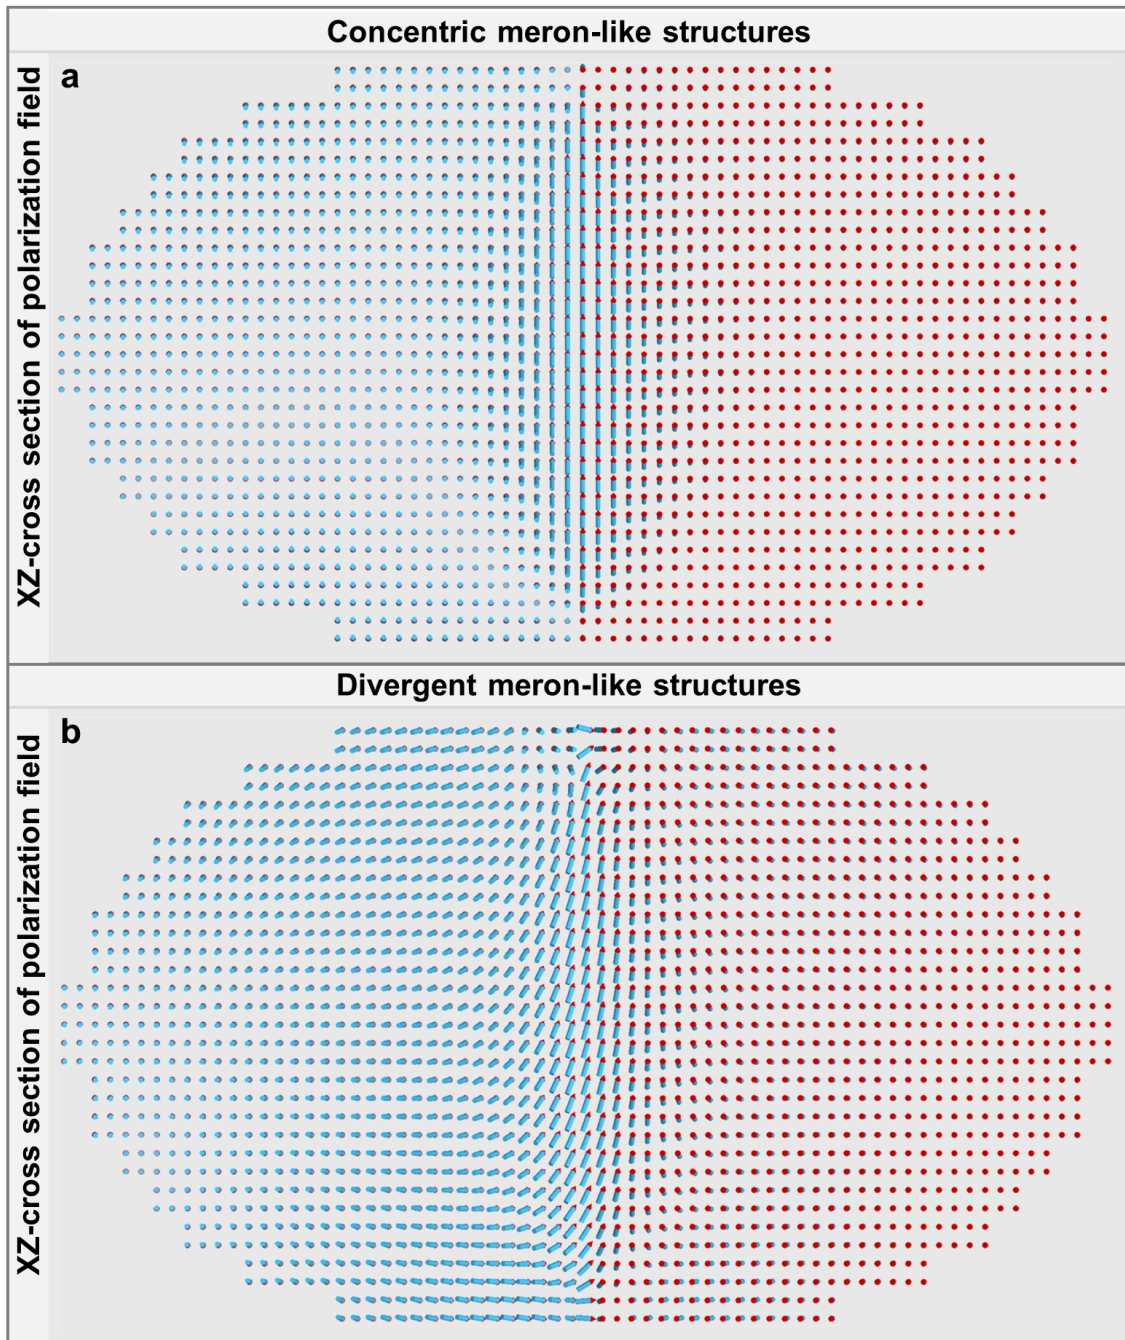 Concentric meron-like structures
a
XZ-cross section of polarization field
Divergent meron-like structures
b
XZ-cross section of polarization field